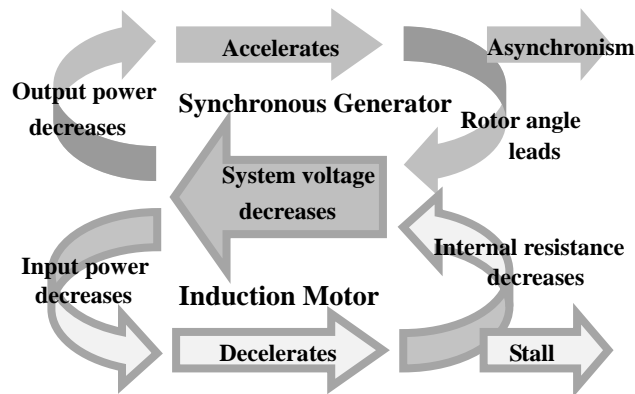 Accelerates
Asynchronism
Output power
decreases
Synchronous Generator
Rotor angle
leads
System voltage
decreases
Input power
decreases
Internal resistance
decreases
Induction Motor
Decelerates
Stall